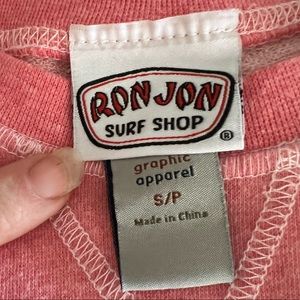 RON JON
SURF SHOP
®
graphic
apparel
S/P
Made in China